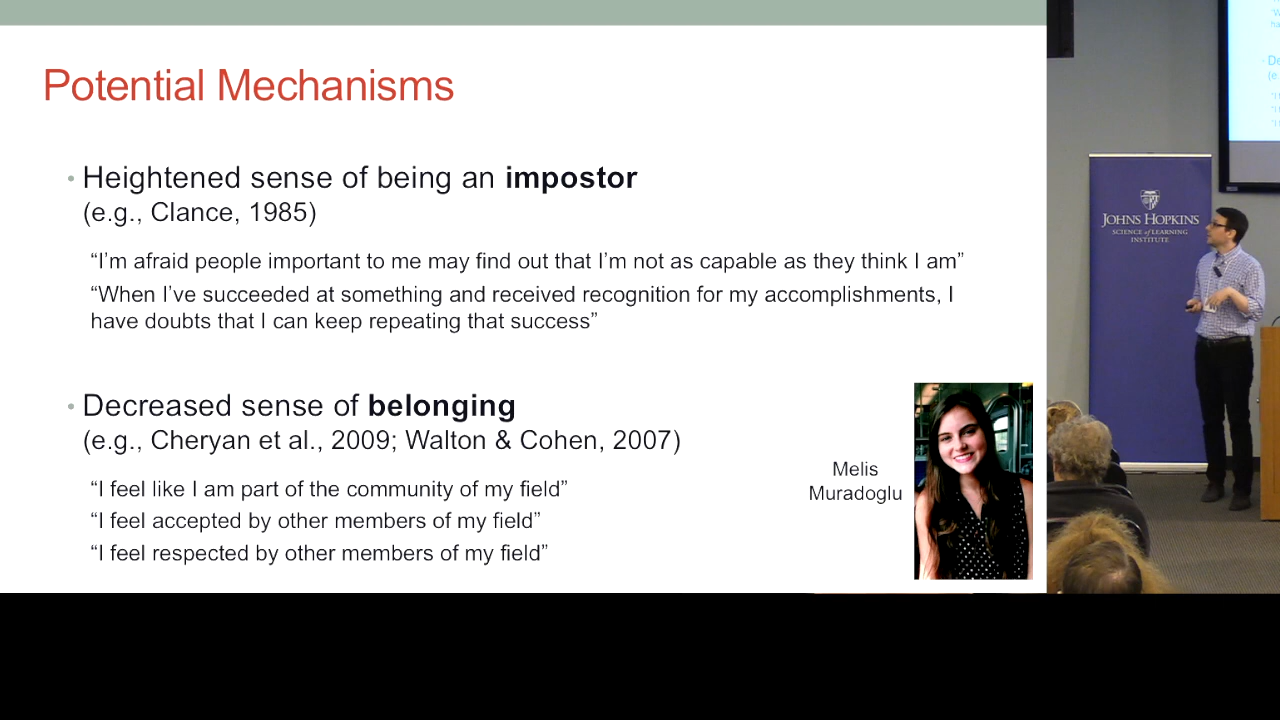 Potential Mechanisms
• Heightened sense of being an impostor
(e.g., Clance, 1985)
“I’m afraid people important to me may find out that I’m not as capable as they think I am”
“When I’ve succeeded at something and received recognition for my accomplishments, I
have doubts that I can keep repeating that success”
• Decreased sense of belonging
(e.g., Cheryan et al., 2009; Walton & Cohen, 2007)
“I feel like I am part of the community of my field”
“I feel accepted by other members of my field”
“I feel respected by other members of my field”
Melis
Muradoglu
JOHNS HOPKINS
SCIENCE of LEARNING
INSTITUTE